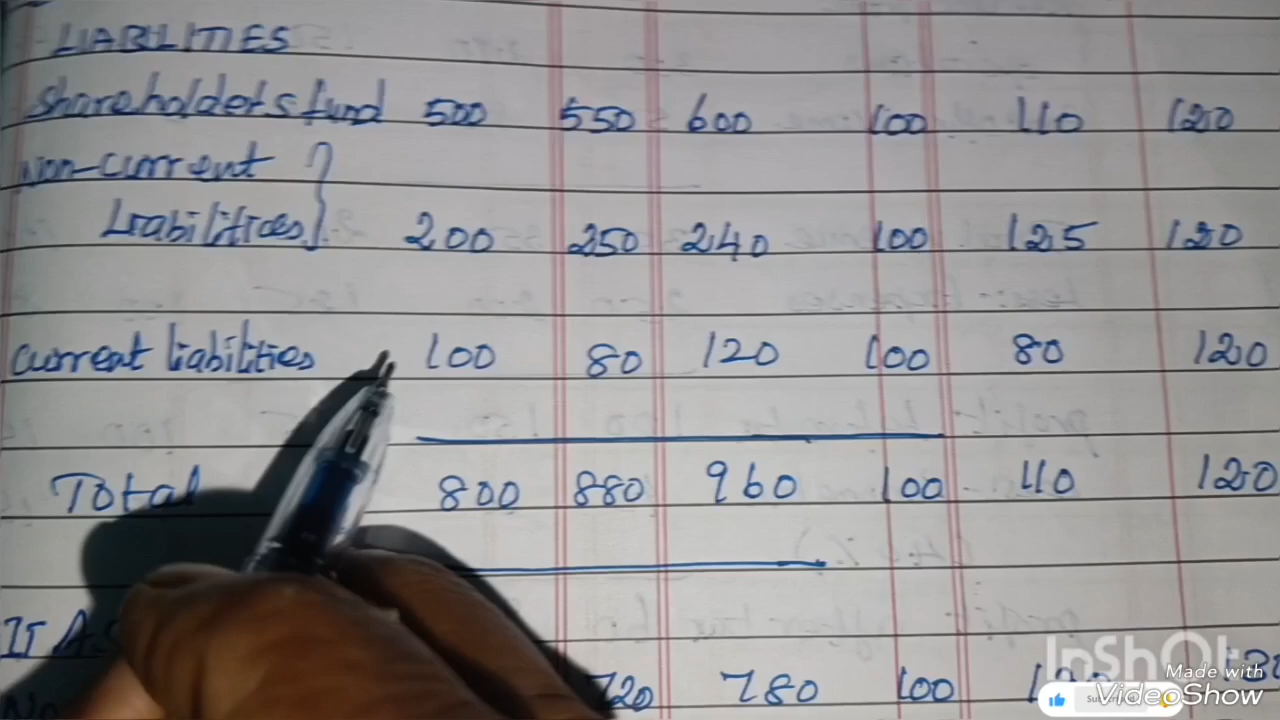 LIABILITIES
Shareholders fund 500 550 600 100 110 120
Non-current
Liabilities 200 250 240 100 125 120
Current liabilities 100 80 120 100 80 120
Total 800 880 960 100 110 120
II AS
720 780 100
InShOt
Made with
VideoShow